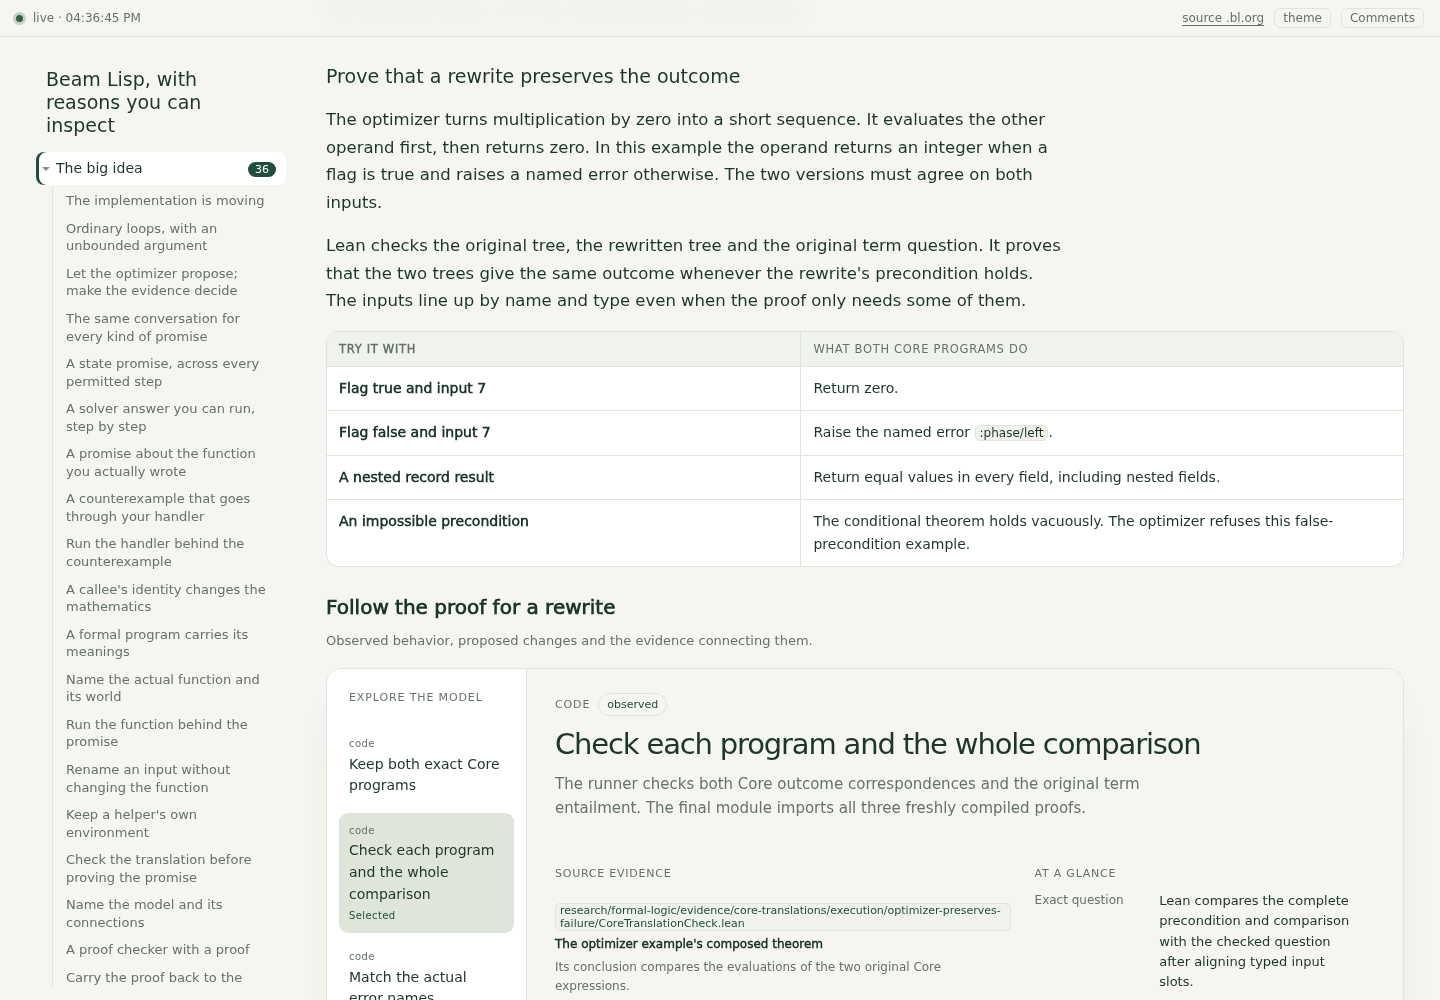 live · 04:36:45 PM
source .bl.org
theme
Comments
Beam Lisp, with
reasons you can
inspect
The big idea
36
The implementation is moving
Ordinary loops, with an
unbounded argument
Let the optimizer propose;
make the evidence decide
The same conversation for
every kind of promise
A state promise, across every
permitted step
A solver answer you can run,
step by step
A promise about the function
you actually wrote
A counterexample that goes
through your handler
Run the handler behind the
counterexample
A callee's identity changes the
mathematics
A formal program carries its
meanings
Name the actual function and
its world
Run the function behind the
promise
Rename an input without
changing the function
Keep a helper's own
environment
Check the translation before
proving the promise
Name the model and its
connections
A proof checker with a proof
Carry the proof back to the
Prove that a rewrite preserves the outcome
The optimizer turns multiplication by zero into a short sequence. It evaluates the other
operand first, then returns zero. In this example the operand returns an integer when a
flag is true and raises a named error otherwise. The two versions must agree on both
inputs.
Lean checks the original tree, the rewritten tree and the original term question. It proves
that the two trees give the same outcome whenever the rewrite's precondition holds.
The inputs line up by name and type even when the proof only needs some of them.
TRY IT WITH
WHAT BOTH CORE PROGRAMS DO
Flag true and input 7
Return zero.
Flag false and input 7
Raise the named error :phase/left.
A nested record result
Return equal values in every field, including nested fields.
An impossible precondition
The conditional theorem holds vacuously. The optimizer refuses this false-
precondition example.
Follow the proof for a rewrite
Observed behavior, proposed changes and the evidence connecting them.
EXPLORE THE MODEL
code
Keep both exact Core
programs
code
Check each program
and the whole
comparison
Selected
code
Match the actual
error names
CODE
observed
Check each program and the whole comparison
The runner checks both Core outcome correspondences and the original term
entailment. The final module imports all three freshly compiled proofs.
SOURCE EVIDENCE
research/formal-logic/evidence/core-translations/execution/optimizer-preserves-
failure/CoreTranslationCheck.lean
The optimizer example's composed theorem
Its conclusion compares the evaluations of the two original Core
expressions.
AT A GLANCE
Exact question
Lean compares the complete
precondition and comparison
with the checked question
after aligning typed input
slots.